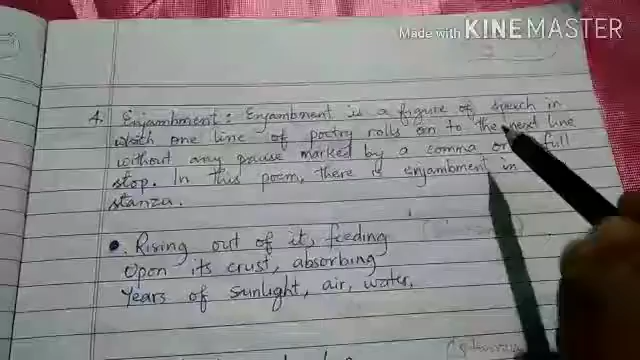 Made with KINEMASTER
4. Enjambment: Enjambment is a figure of speech in
which one line of poetry rolls on to the next line
without any pause marked by a comma or full
stop. In this poem, there is enjambment in
stanza.
• Rising out of it, feeding
Upon its crust, absorbing
Years of sunlight, air, water,